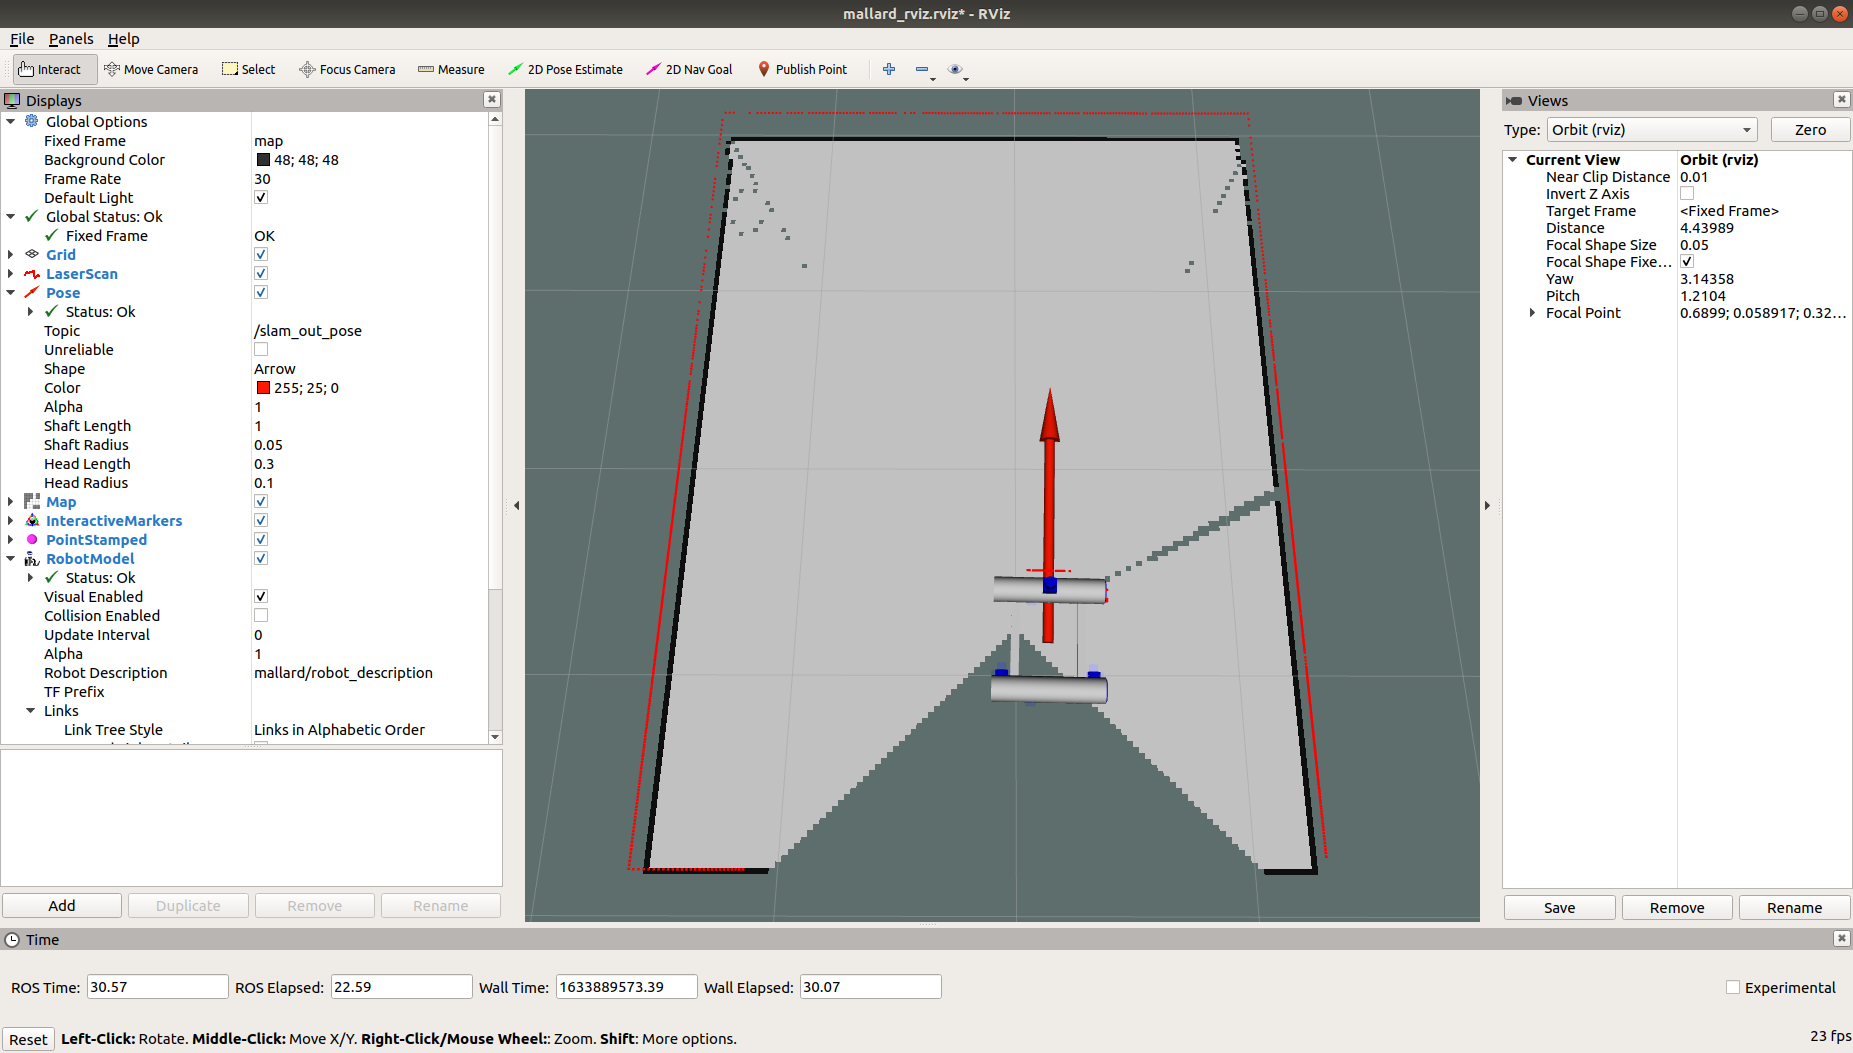 mallard_rviz.rviz* - RViz
File Panels Help
Interact Move Camera Select Focus Camera Measure 2D Pose Estimate 2D Nav Goal Publish Point
Displays
Global Options
Fixed Frame map
Background Color 48; 48; 48
Frame Rate 30
Default Light
Global Status: Ok
Fixed Frame OK
Grid
LaserScan
Pose
Status: Ok
Topic /slam_out_pose
Unreliable
Shape Arrow
Color 255; 25; 0
Alpha 1
Shaft Length 1
Shaft Radius 0.05
Head Length 0.3
Head Radius 0.1
Map
InteractiveMarkers
PointStamped
RobotModel
Status: Ok
Visual Enabled
Collision Enabled
Update Interval 0
Alpha 1
Robot Description mallard/robot_description
TF Prefix
Links
Link Tree Style Links in Alphabetic Order
Add Duplicate Remove Rename
Views
Type: Orbit (rviz) Zero
Current View Orbit (rviz)
Near Clip Distance 0.01
Invert Z Axis
Target Frame <Fixed Frame>
Distance 4.43989
Focal Shape Size 0.05
Focal Shape Fixe...
Yaw 3.14358
Pitch 1.2104
Focal Point 0.6899; 0.058917; 0.32...
Save Remove Rename
Time
ROS Time: 30.57 ROS Elapsed: 22.59 Wall Time: 1633889573.39 Wall Elapsed: 30.07 Experimental
Reset Left-Click: Rotate. Middle-Click: Move X/Y. Right-Click/Mouse Wheel:: Zoom. Shift: More options. 23 fps